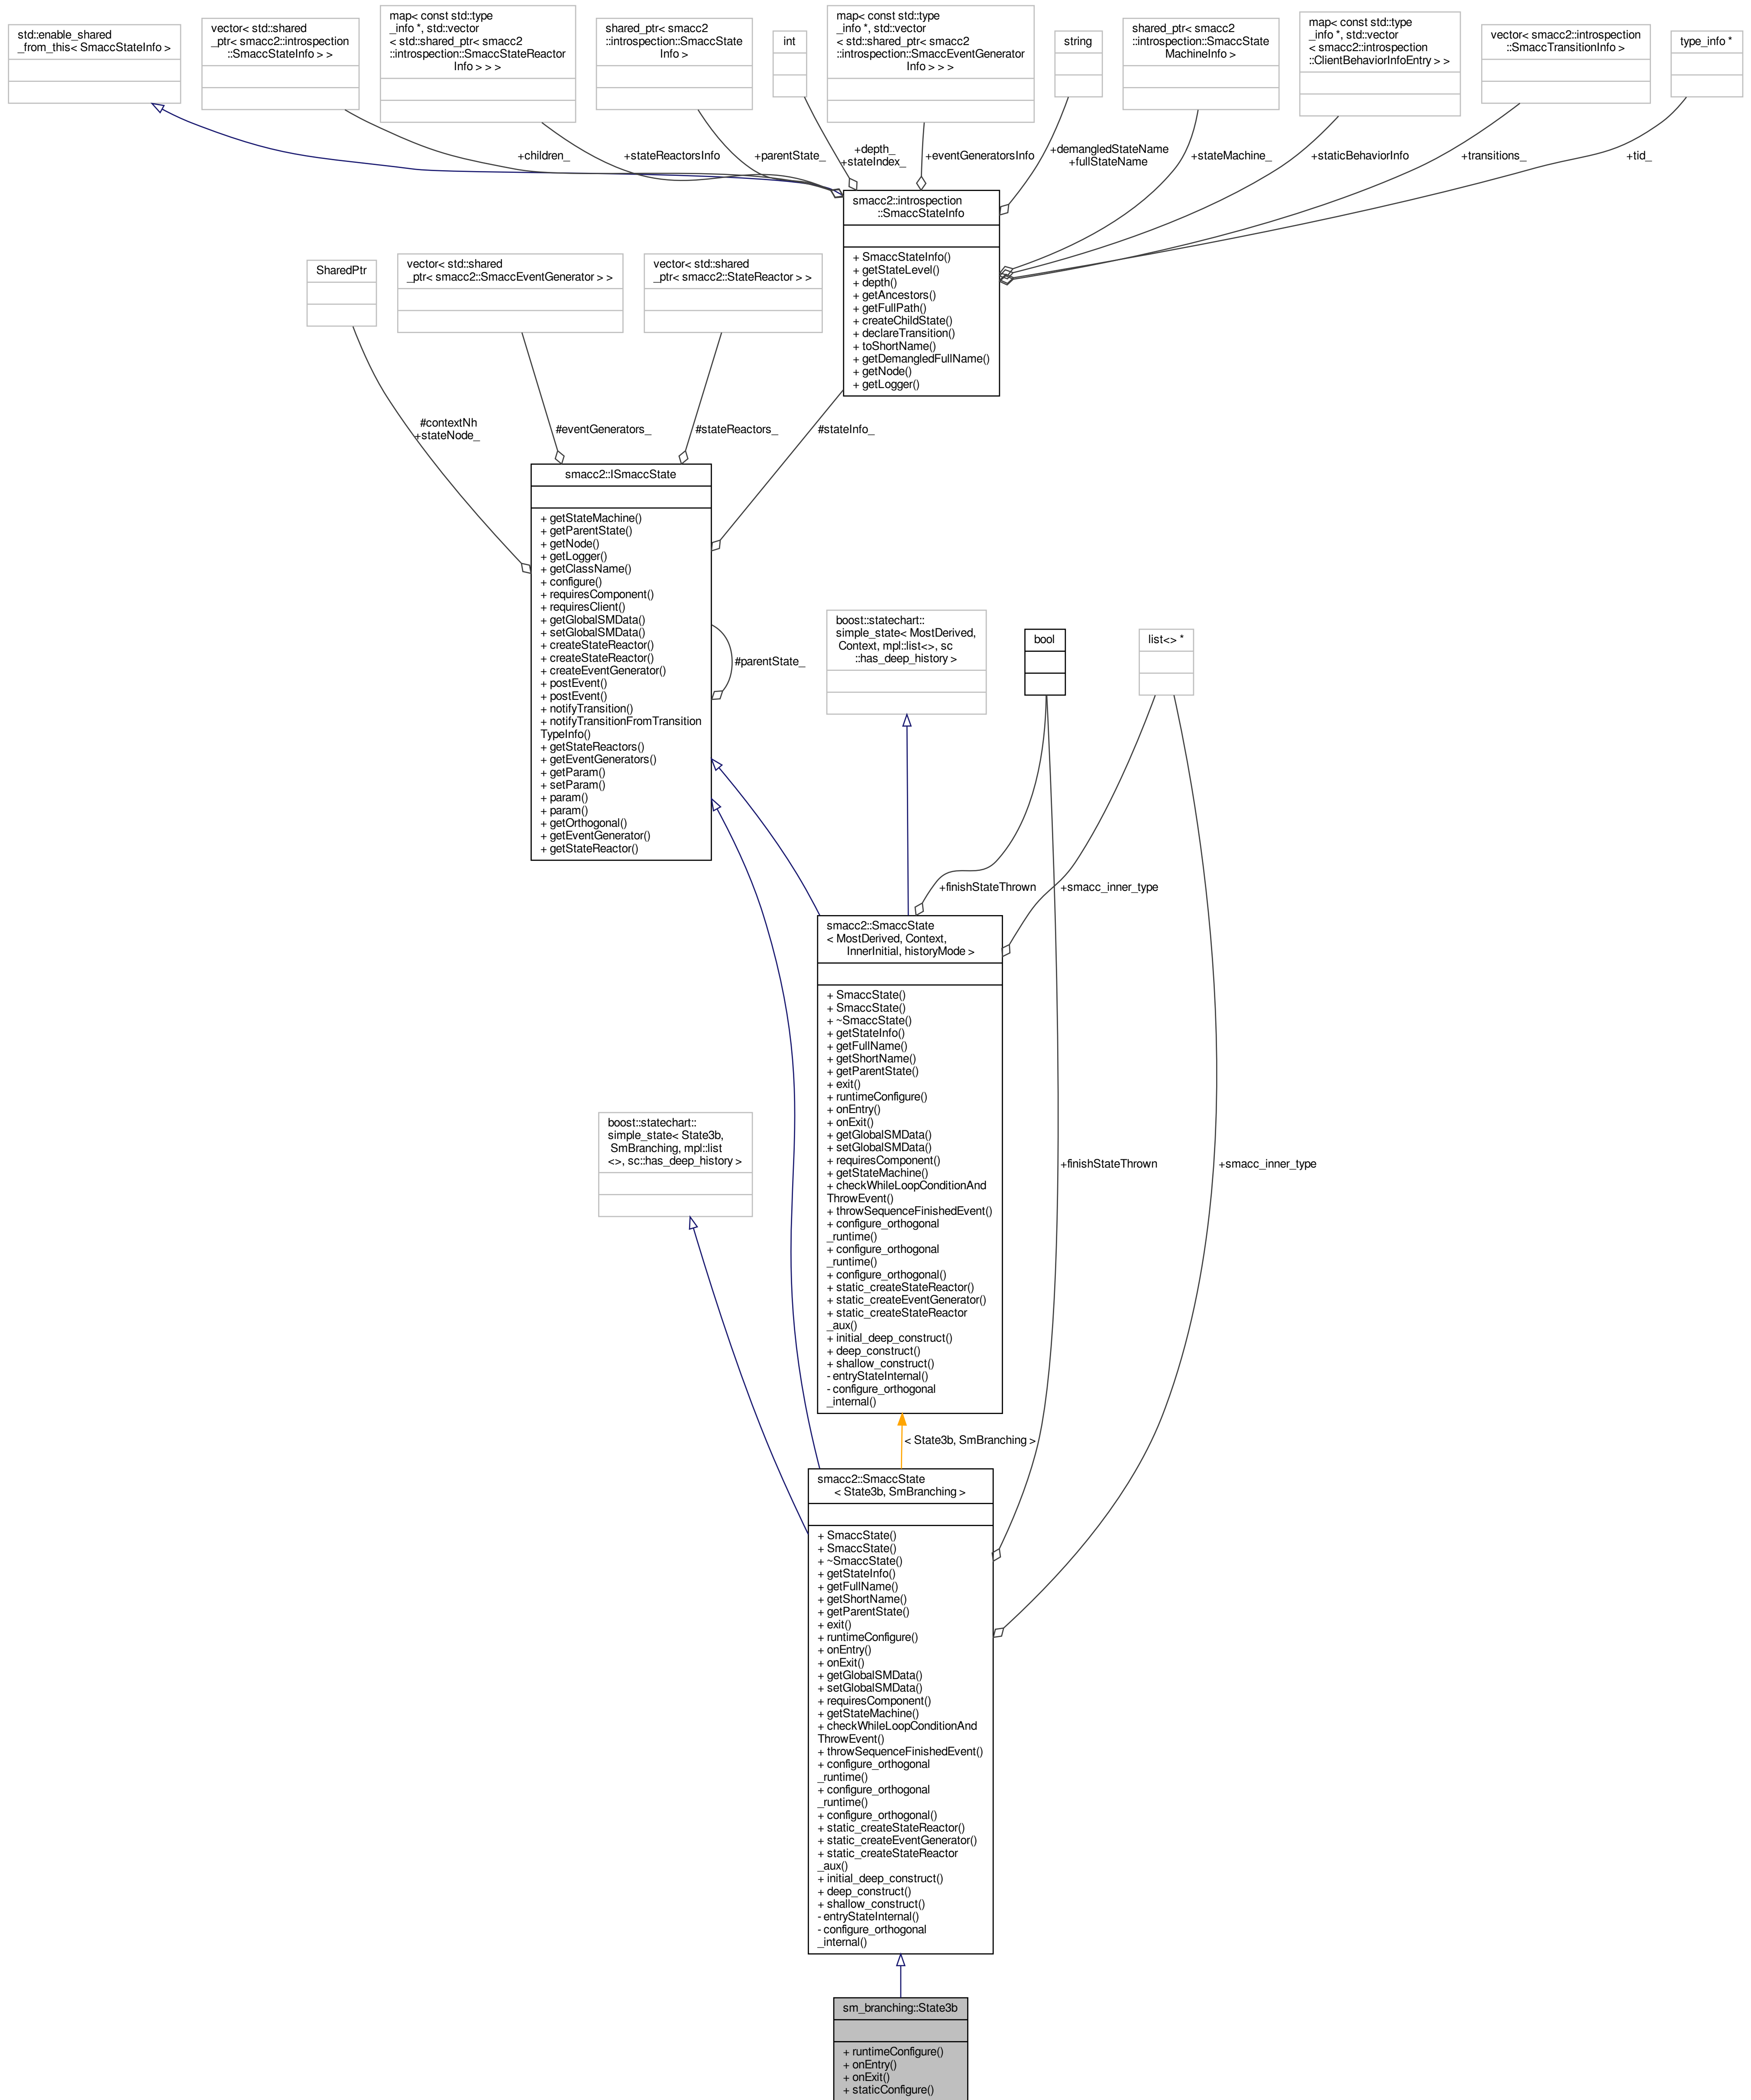 std::enable_shared
_from_this< SmaccStateInfo >
vector< std::shared
_ptr< smacc2::introspection
::SmaccStateInfo > >
map< const std::type
_info *, std::vector
< std::shared_ptr< smacc2
::introspection::SmaccStateReactor
Info > > >
shared_ptr< smacc2
::introspection::SmaccState
Info >
int
map< const std::type
_info *, std::vector
< std::shared_ptr< smacc2
::introspection::SmaccEventGenerator
Info > > >
string
shared_ptr< smacc2
::introspection::SmaccState
MachineInfo >
map< const std::type
_info *, std::vector
< smacc2::introspection
::ClientBehaviorInfoEntry > >
vector< smacc2::introspection
::SmaccTransitionInfo >
type_info *
+children_
+stateReactorsInfo
+parentState_
+depth_
+stateIndex_
+eventGeneratorsInfo
+demangledStateName
+fullStateName
+stateMachine_
+staticBehaviorInfo
+transitions_
+tid_
smacc2::introspection
::SmaccStateInfo
+ SmaccStateInfo()
+ getStateLevel()
+ depth()
+ getAncestors()
+ getFullPath()
+ createChildState()
+ declareTransition()
+ toShortName()
+ getDemangledFullName()
+ getNode()
+ getLogger()
SharedPtr
vector< std::shared
_ptr< smacc2::SmaccEventGenerator > >
vector< std::shared
_ptr< smacc2::StateReactor > >
#contextNh
+stateNode_
#eventGenerators_
#stateReactors_
#stateInfo_
smacc2::ISmaccState
+ getStateMachine()
+ getParentState()
+ getNode()
+ getLogger()
+ getClassName()
+ configure()
+ requiresComponent()
+ requiresClient()
+ getGlobalSMData()
+ setGlobalSMData()
+ createStateReactor()
+ createStateReactor()
+ createEventGenerator()
+ postEvent()
+ postEvent()
+ notifyTransition()
+ notifyTransitionFromTransition
TypeInfo()
+ getStateReactors()
+ getEventGenerators()
+ getParam()
+ setParam()
+ param()
+ param()
+ getOrthogonal()
+ getEventGenerator()
+ getStateReactor()
#parentState_
boost::statechart::
simple_state< MostDerived,
Context, mpl::list<>, sc
::has_deep_history >
bool
list<> *
+finishStateThrown
+smacc_inner_type
smacc2::SmaccState
< MostDerived, Context,
InnerInitial, historyMode >
+ SmaccState()
+ SmaccState()
+ ~SmaccState()
+ getStateInfo()
+ getFullName()
+ getShortName()
+ getParentState()
+ exit()
+ runtimeConfigure()
+ onEntry()
+ onExit()
+ getGlobalSMData()
+ setGlobalSMData()
+ requiresComponent()
+ getStateMachine()
+ checkWhileLoopConditionAnd
ThrowEvent()
+ throwSequenceFinishedEvent()
+ configure_orthogonal
_runtime()
+ configure_orthogonal
_runtime()
+ configure_orthogonal()
+ static_createStateReactor()
+ static_createEventGenerator()
+ static_createStateReactor
_aux()
+ initial_deep_construct()
+ deep_construct()
+ shallow_construct()
- entryStateInternal()
- configure_orthogonal
_internal()
boost::statechart::
simple_state< State3b,
SmBranching, mpl::list
<>, sc::has_deep_history >
+finishStateThrown
+smacc_inner_type
< State3b, SmBranching >
smacc2::SmaccState
< State3b, SmBranching >
+ SmaccState()
+ SmaccState()
+ ~SmaccState()
+ getStateInfo()
+ getFullName()
+ getShortName()
+ getParentState()
+ exit()
+ runtimeConfigure()
+ onEntry()
+ onExit()
+ getGlobalSMData()
+ setGlobalSMData()
+ requiresComponent()
+ getStateMachine()
+ checkWhileLoopConditionAnd
ThrowEvent()
+ throwSequenceFinishedEvent()
+ configure_orthogonal
_runtime()
+ configure_orthogonal
_runtime()
+ configure_orthogonal()
+ static_createStateReactor()
+ static_createEventGenerator()
+ static_createStateReactor
_aux()
+ initial_deep_construct()
+ deep_construct()
+ shallow_construct()
- entryStateInternal()
- configure_orthogonal
_internal()
sm_branching::State3b
+ runtimeConfigure()
+ onEntry()
+ onExit()
+ staticConfigure()